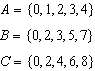 A = {0,1,2,3,4}
B = {0,2,3,5,7}
C = {0,2,4,6,8}